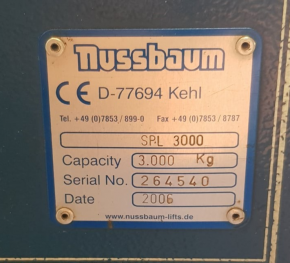 nussbaum
CE D-77694 Kehl
Tel. +49 (0)7853 / 899-0 Fax +49 (0)7853 / 8787
SPL 3000
Capacity 3.000 Kg
Serial No. 264540
Date 2006
www.nussbaum-lifts.de